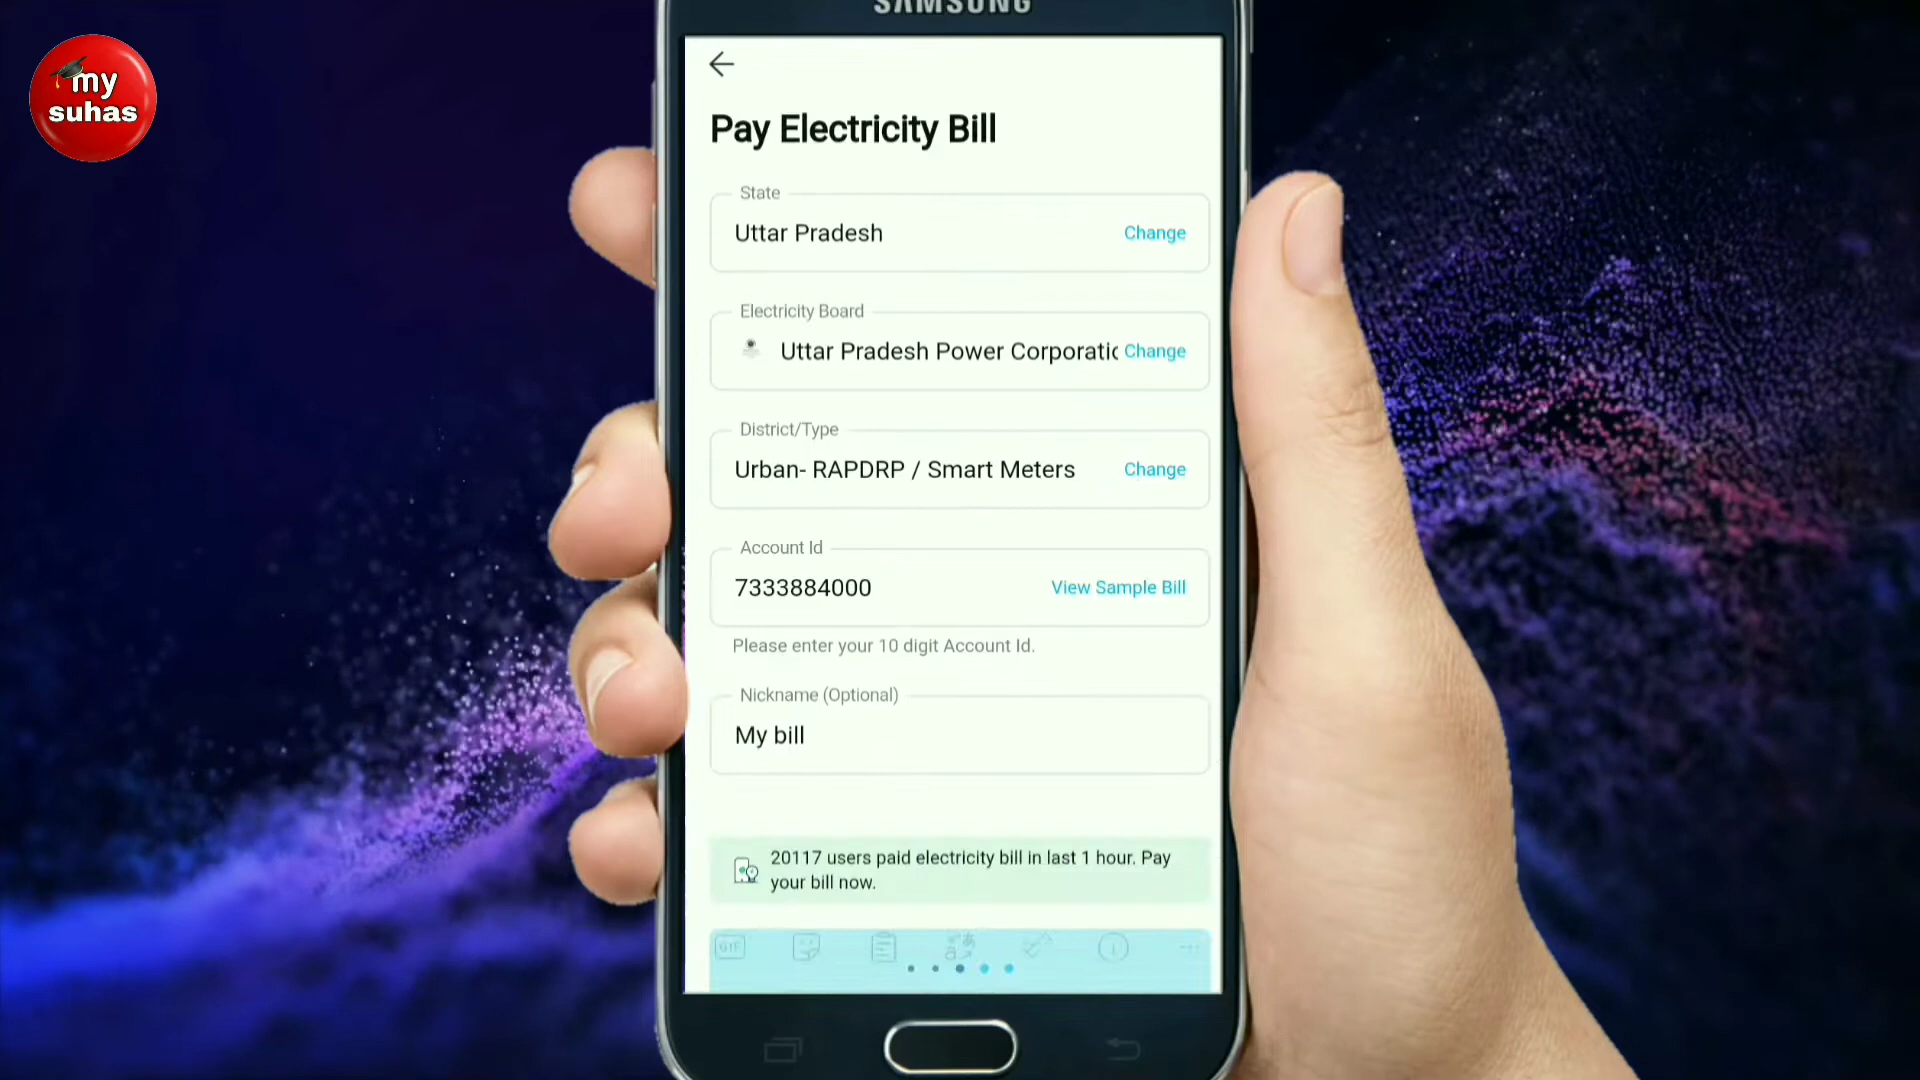 SAMSUNG
my
suhas
Pay Electricity Bill
State
Uttar Pradesh
Change
Electricity Board
Uttar Pradesh Power Corporatic
Change
District/Type
Urban- RAPDRP / Smart Meters
Change
Account Id
7333884000
View Sample Bill
Please enter your 10 digit Account Id.
Nickname (Optional)
My bill
20117 users paid electricity bill in last 1 hour. Pay
your bill now.
GIF